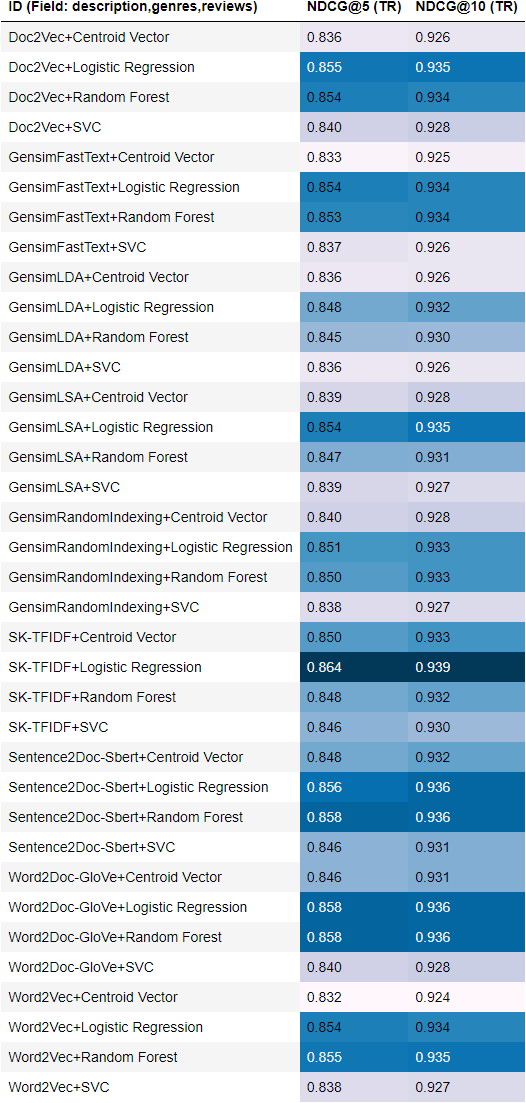 ID (Field: description,genres,reviews) NDCG@5 (TR) NDCG@10 (TR)
Doc2Vec+Centroid Vector 0.836 0.926
Doc2Vec+Logistic Regression 0.855 0.935
Doc2Vec+Random Forest 0.854 0.934
Doc2Vec+SVC 0.840 0.928
GensimFastText+Centroid Vector 0.833 0.925
GensimFastText+Logistic Regression 0.854 0.934
GensimFastText+Random Forest 0.853 0.934
GensimFastText+SVC 0.837 0.926
GensimLDA+Centroid Vector 0.836 0.926
GensimLDA+Logistic Regression 0.848 0.932
GensimLDA+Random Forest 0.845 0.930
GensimLDA+SVC 0.836 0.926
GensimLSA+Centroid Vector 0.839 0.928
GensimLSA+Logistic Regression 0.854 0.935
GensimLSA+Random Forest 0.847 0.931
GensimLSA+SVC 0.839 0.927
GensimRandomIndexing+Centroid Vector 0.840 0.928
GensimRandomIndexing+Logistic Regression 0.851 0.933
GensimRandomIndexing+Random Forest 0.850 0.933
GensimRandomIndexing+SVC 0.838 0.927
SK-TFIDF+Centroid Vector 0.850 0.933
SK-TFIDF+Logistic Regression 0.864 0.939
SK-TFIDF+Random Forest 0.848 0.932
SK-TFIDF+SVC 0.846 0.930
Sentence2Doc-Sbert+Centroid Vector 0.848 0.932
Sentence2Doc-Sbert+Logistic Regression 0.856 0.936
Sentence2Doc-Sbert+Random Forest 0.858 0.936
Sentence2Doc-Sbert+SVC 0.846 0.931
Word2Doc-GloVe+Centroid Vector 0.846 0.931
Word2Doc-GloVe+Logistic Regression 0.858 0.936
Word2Doc-GloVe+Random Forest 0.858 0.936
Word2Doc-GloVe+SVC 0.840 0.928
Word2Vec+Centroid Vector 0.832 0.924
Word2Vec+Logistic Regression 0.854 0.934
Word2Vec+Random Forest 0.855 0.935
Word2Vec+SVC 0.838 0.927